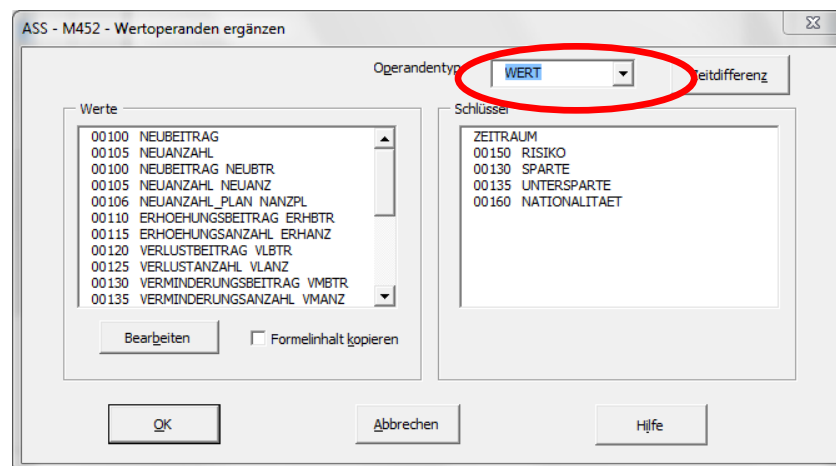 ASS - M452 - Wertoperanden ergänzen
Operandentyp WERT Zeitdifferenz
Werte
00100 NEUBEITRAG
00105 NEUANZAHL
00100 NEUBEITRAG NEUBTR
00105 NEUANZAHL NEUANZ
00106 NEUANZAHL_PLAN NANZPL
00110 ERHOEHUNGSBEITRAG ERHBTR
00115 ERHOEHUNGSANZAHL ERHANZ
00120 VERLUSTBEITRAG VLBTR
00125 VERLUSTANZAHL VLANZ
00130 VERMINDERUNGSBEITRAG VMBTR
00135 VERMINDERUNGSANZAHL VMANZ
Bearbeiten Formelinhalt kopieren
Schlüssel
ZEITRAUM
00150 RISIKO
00130 SPARTE
00135 UNTERSPARTE
00160 NATIONALITAET
OK Abbrechen Hilfe